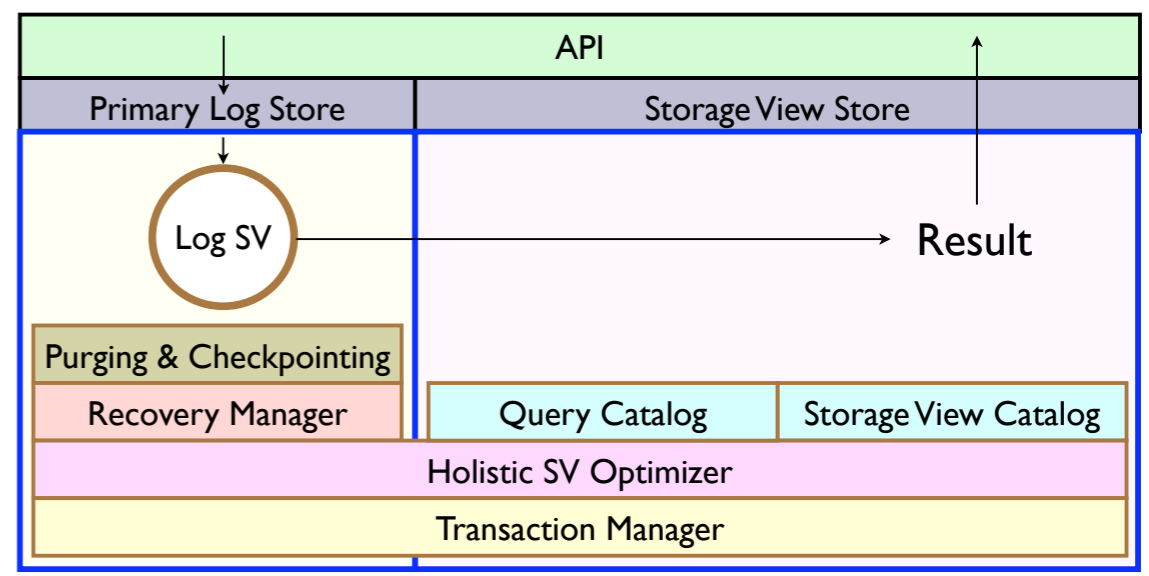 API
Primary Log Store
Storage View Store
Log SV
Result
Purging & Checkpointing
Recovery Manager
Query Catalog
Storage View Catalog
Holistic SV Optimizer
Transaction Manager